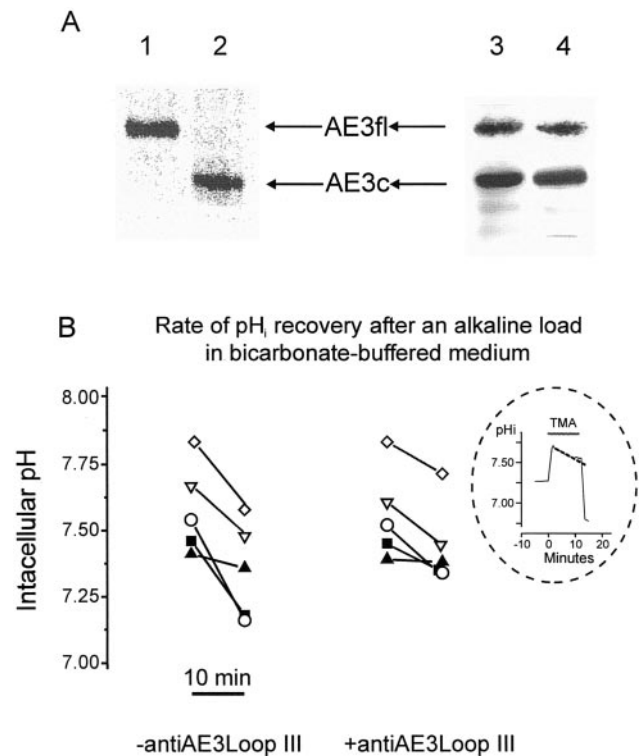 A
1 2 3 4
AE3fl
AE3c
B
Rate of pHi recovery after an alkaline load
in bicarbonate-buffered medium
Intacellular pH
8.00
7.75
7.50
7.25
7.00
10 min
-antiAE3Loop III +antiAE3Loop III
TMA
pHi
7.50
7.00
-10 0 10 20
Minutes